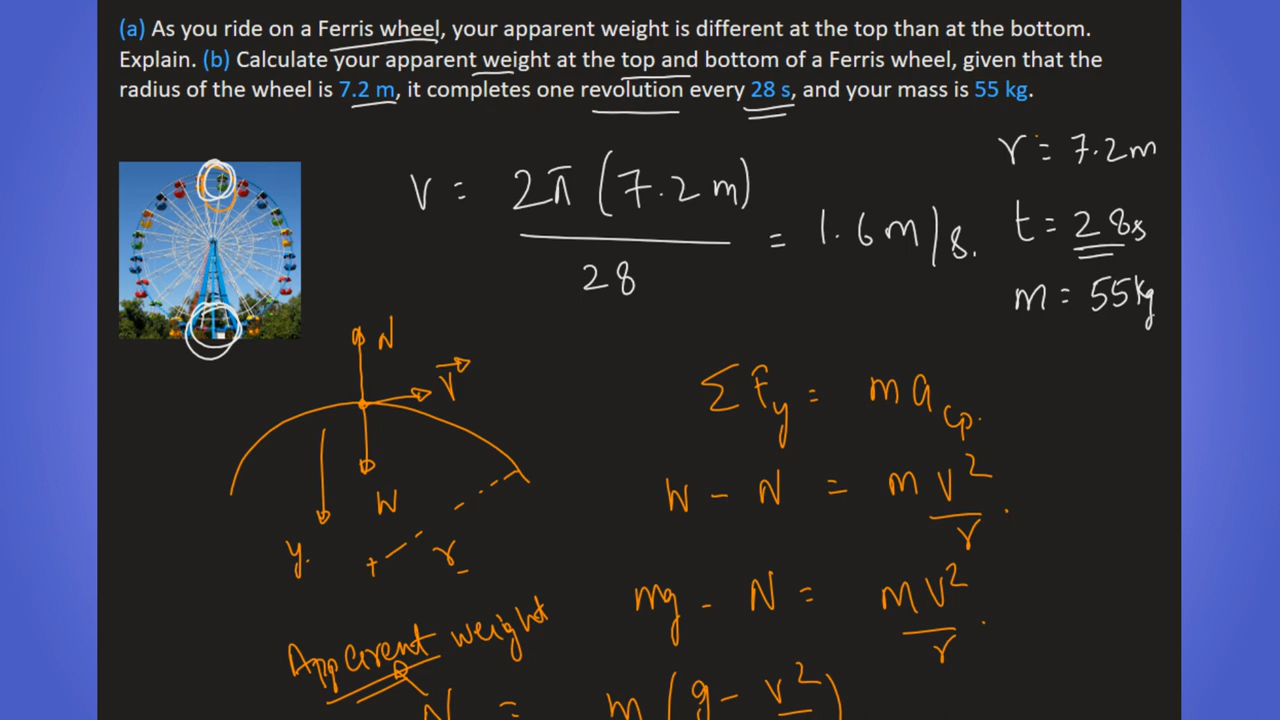 (a) As you ride on a Ferris wheel, your apparent weight is different at the top than at the bottom.
Explain. (b) Calculate your apparent weight at the top and bottom of a Ferris wheel, given that the
radius of the wheel is 7.2 m, it completes one revolution every 28 s, and your mass is 55 kg.
r = 7.2m
V = 2π (7.2m) / 28 = 1.6m/s.
t = 28s
m = 55kg
N
V
ΣFy = m acp.
W
W - N = m v² / r.
y.
r
mg - N = m v² / r.
Apparent weight
N = m (g - v²)